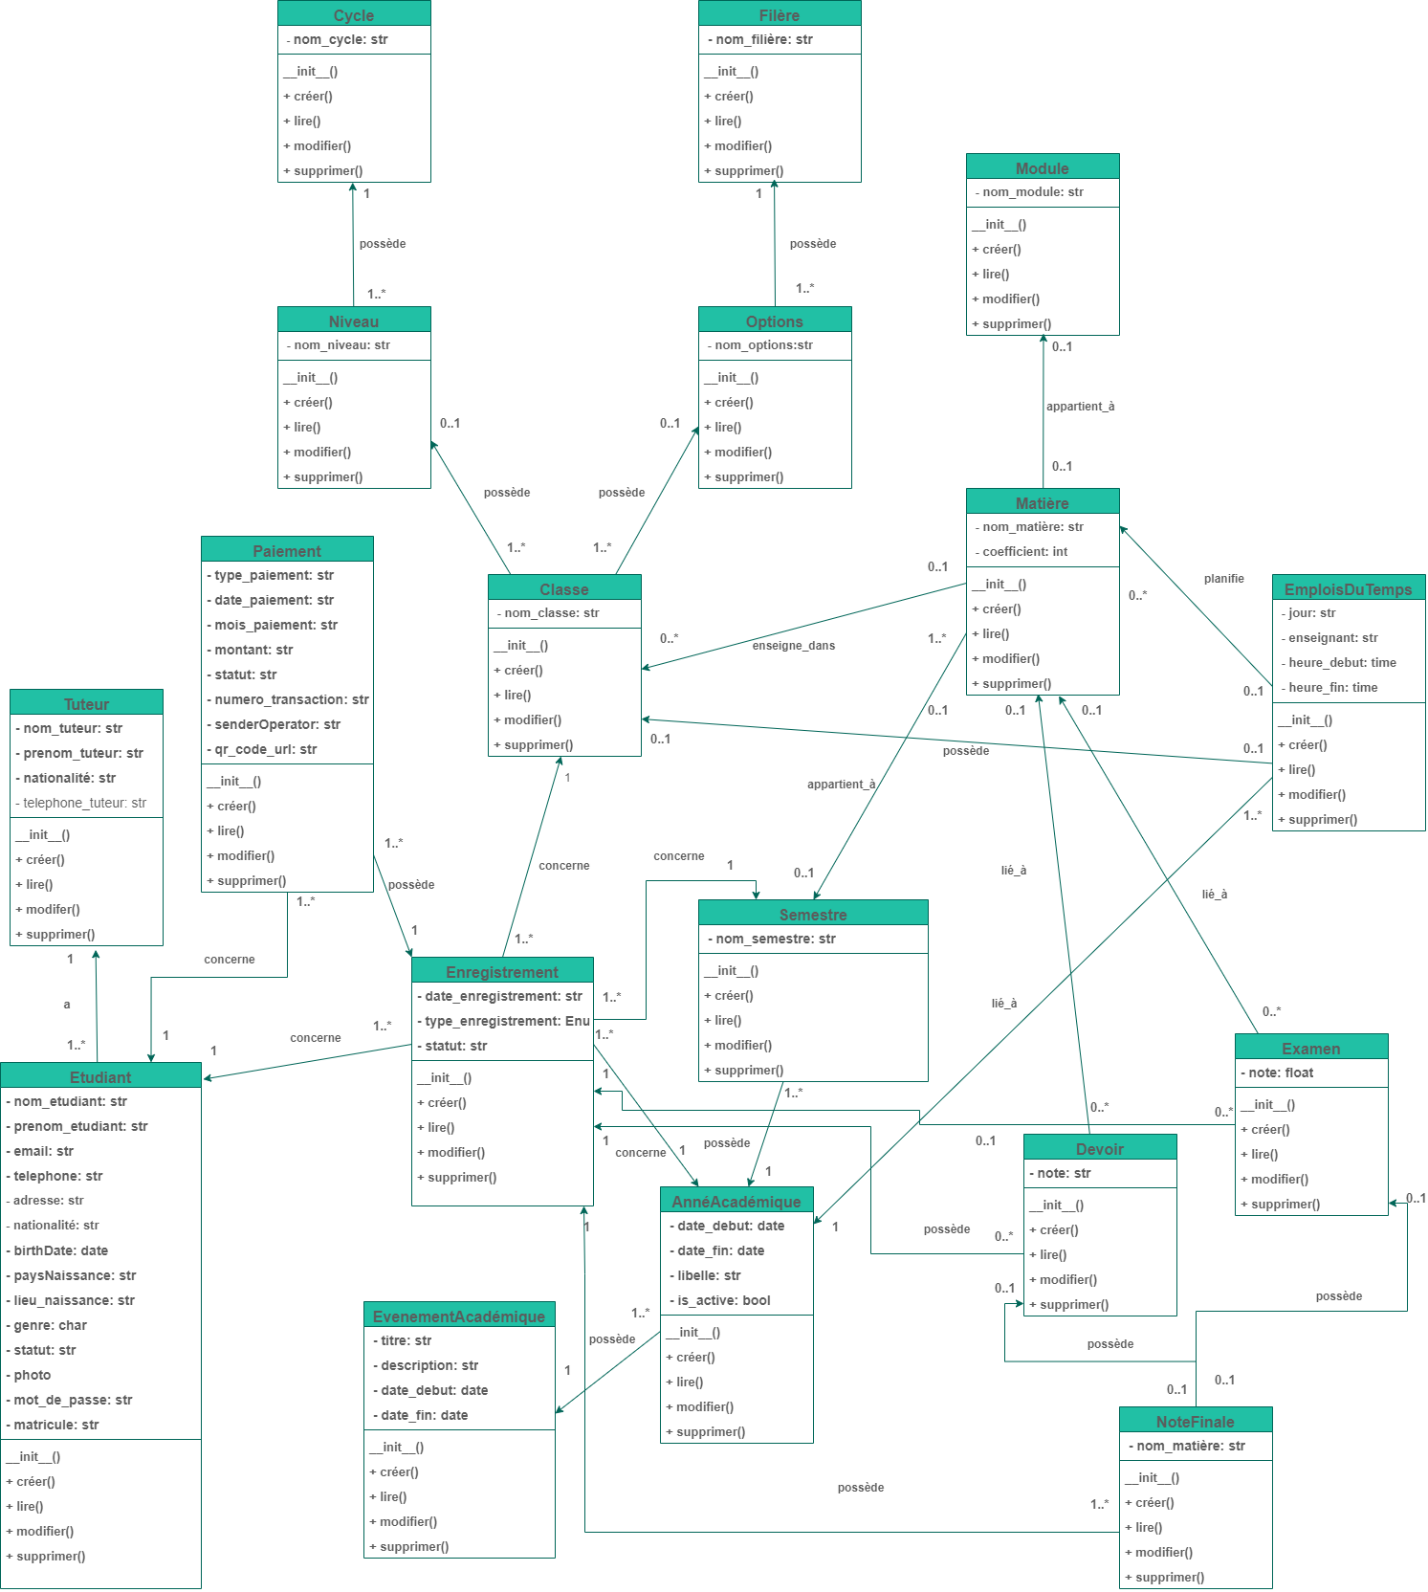 Cycle
- nom_cycle: str
__init__()
+ créer()
+ lire()
+ modifier()
+ supprimer()
1
possède
1..*
Filère
- nom_filière: str
__init__()
+ créer()
+ lire()
+ modifier()
+ supprimer()
1
possède
1..*
Module
- nom_module: str
__init__()
+ créer()
+ lire()
+ modifier()
+ supprimer()
0..1
appartient_à
0..1
Niveau
- nom_niveau: str
__init__()
+ créer()
+ lire()
+ modifier()
+ supprimer()
0..1
possède
1..*
Options
- nom_options:str
__init__()
+ créer()
+ lire()
+ modifier()
+ supprimer()
0..1
possède
1..*
Matière
- nom_matière: str
- coefficient: int
__init__()
+ créer()
+ lire()
+ modifier()
+ supprimer()
0..1
0..*
enseigne_dans
1..*
appartient_à
0..1
0..*
planifie
0..1
EmploisDuTemps
- jour: str
- enseignant: str
- heure_debut: time
- heure_fin: time
__init__()
+ créer()
+ lire()
+ modifier()
+ supprimer()
0..1
possède
0..1
0..1
1..*
lié_à
1
Classe
- nom_classe: str
__init__()
+ créer()
+ lire()
+ modifier()
+ supprimer()
1
concerne
1..*
Paiement
- type_paiement: str
- date_paiement: str
- mois_paiement: str
- montant: str
- statut: str
- numero_transaction: str
- senderOperator: str
- qr_code_url: str
__init__()
+ créer()
+ lire()
+ modifier()
+ supprimer()
1..*
possède
1
1..*
concerne
1
Tuteur
- nom_tuteur: str
- prenom_tuteur: str
- nationalité: str
- telephone_tuteur: str
__init__()
+ créer()
+ lire()
+ modifer()
+ supprimer()
1
a
1..*
Enregistrement
- date_enregistrement: str
- type_enregistrement: Enu
- statut: str
__init__()
+ créer()
+ lire()
+ modifier()
+ supprimer()
1..*
concerne
1
1..*
concerne
1
1..*
concerne
1
1
1
1
Semestre
- nom_semestre: str
__init__()
+ créer()
+ lire()
+ modifier()
+ supprimer()
1..*
possède
1
0..1
lié_à
0..*
0..1
lié_à
0..*
Examen
- note: float
__init__()
+ créer()
+ lire()
+ modifier()
+ supprimer()
0..*
0..1
0..1
possède
0..1
Devoir
- note: str
__init__()
+ créer()
+ lire()
+ modifier()
+ supprimer()
0..*
possède
0..1
possède
0..1
Etudiant
- nom_etudiant: str
- prenom_etudiant: str
- email: str
- telephone: str
- adresse: str
- nationalité: str
- birthDate: date
- paysNaissance: str
- lieu_naissance: str
- genre: char
- statut: str
- photo
- mot_de_passe: str
- matricule: str
__init__()
+ créer()
+ lire()
+ modifier()
+ supprimer()
AnnéAcadémique
- date_debut: date
- date_fin: date
- libelle: str
- is_active: bool
__init__()
+ créer()
+ lire()
+ modifier()
+ supprimer()
1..*
possède
1
EvenementAcadémique
- titre: str
- description: str
- date_debut: date
- date_fin: date
__init__()
+ créer()
+ lire()
+ modifier()
+ supprimer()
NoteFinale
- nom_matière: str
__init__()
+ créer()
+ lire()
+ modifier()
+ supprimer()
1..*
possède